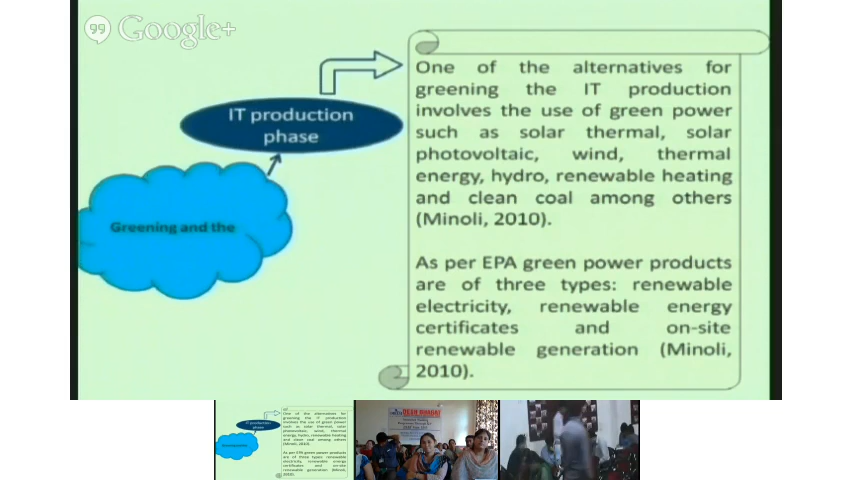 Google+
IT production
phase
Greening and the
One of the alternatives for
greening the IT production
involves the use of green power
such as solar thermal, solar
photovoltaic, wind, thermal
energy, hydro, renewable heating
and clean coal among others
(Minoli, 2010).
As per EPA green power products
are of three types: renewable
electricity, renewable energy
certificates and on-site
renewable generation (Minoli,
2010).